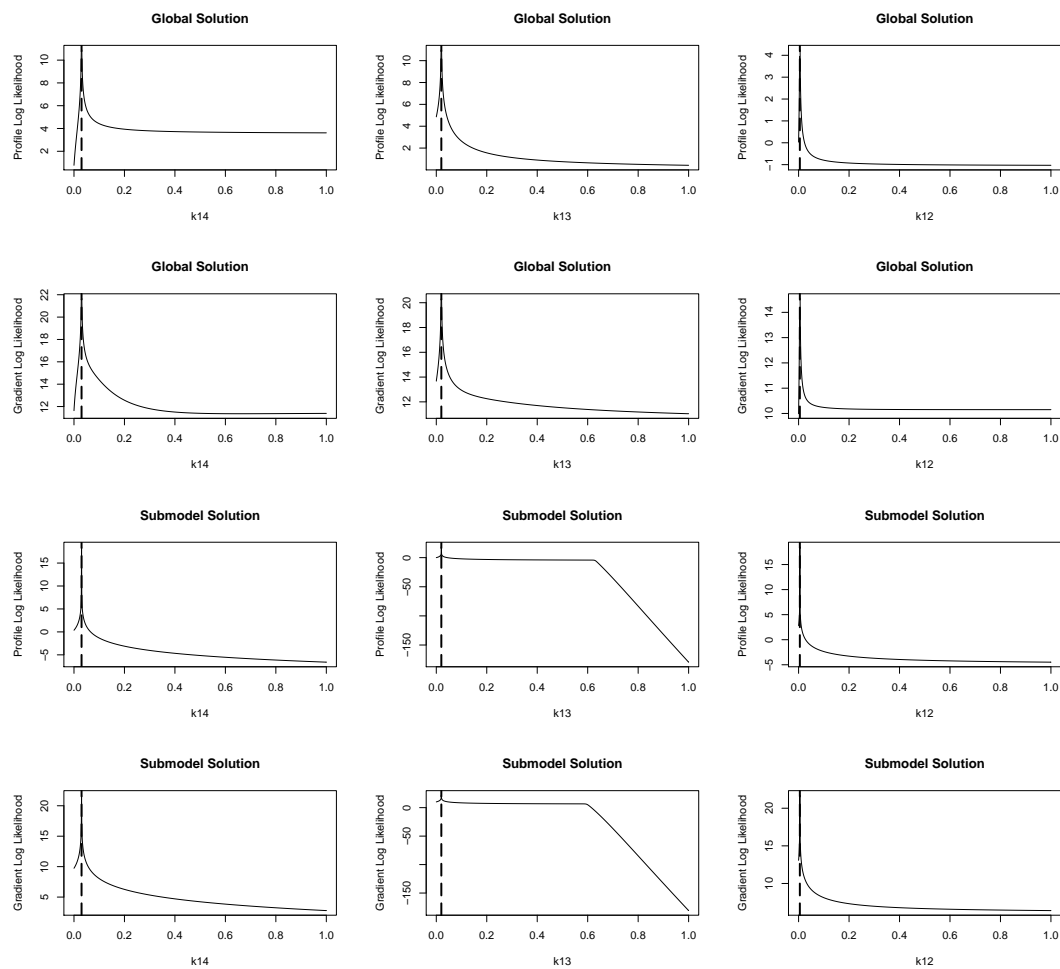 Global Solution
Profile Log Likelihood
2 4 6 8 10
0.0 0.2 0.4 0.6 0.8 1.0
k14
Global Solution
Profile Log Likelihood
2 4 6 8 10
0.0 0.2 0.4 0.6 0.8 1.0
k13
Global Solution
Profile Log Likelihood
−1 0 1 2 3 4
0.0 0.2 0.4 0.6 0.8 1.0
k12
Global Solution
Gradient Log Likelihood
12 14 16 18 20 22
0.0 0.2 0.4 0.6 0.8 1.0
k14
Global Solution
Gradient Log Likelihood
12 14 16 18 20
0.0 0.2 0.4 0.6 0.8 1.0
k13
Global Solution
Gradient Log Likelihood
10 11 12 13 14
0.0 0.2 0.4 0.6 0.8 1.0
k12
Submodel Solution
Profile Log Likelihood
−5 0 5 10 15
0.0 0.2 0.4 0.6 0.8 1.0
k14
Submodel Solution
Profile Log Likelihood
−150 −50 0
0.0 0.2 0.4 0.6 0.8 1.0
k13
Submodel Solution
Profile Log Likelihood
−5 0 5 10 15
0.0 0.2 0.4 0.6 0.8 1.0
k12
Submodel Solution
Gradient Log Likelihood
5 10 15 20
0.0 0.2 0.4 0.6 0.8 1.0
k14
Submodel Solution
Gradient Log Likelihood
−150 −50 0
0.0 0.2 0.4 0.6 0.8 1.0
k13
Submodel Solution
Gradient Log Likelihood
10 15 20
0.0 0.2 0.4 0.6 0.8 1.0
k12